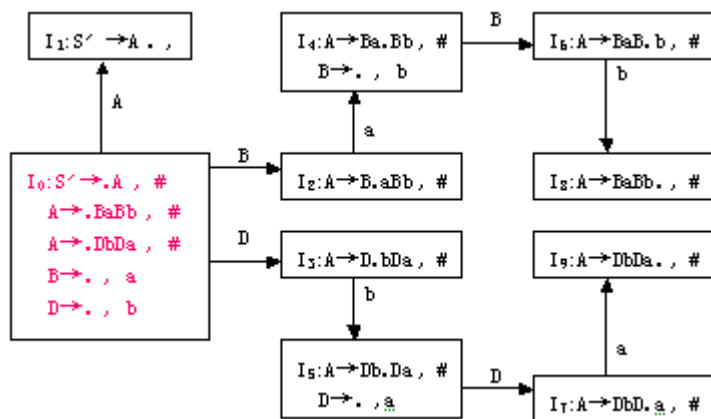 I₁:S′→A. ,
A
I₀:S′→.A , #
A→.BaBb, #
A→.DbDa, #
B→. , a
D→. , b
B
I₂:A→B.aBb, #
a
I₄:A→Ba.Bb, #
B→. , b
B
I₆:A→BaB.b, #
b
I₈:A→BaBb., #
D
I₃:A→D.bDa, #
b
I₅:A→Db.Da, #
D→. ,a
D
I₇:A→DbD.a, #
a
I₉:A→DbDa., #